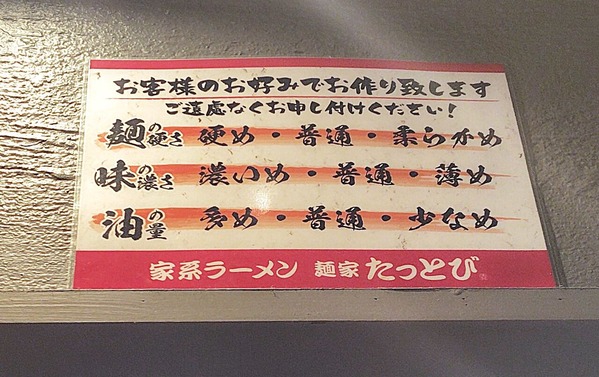 お客様のお好みでお作り致します
ご遠慮なくお申し付けください！
麺の硬さ 硬め・普通・柔らかめ
味の濃さ 濃いめ・普通・薄め
油の量 多め・普通・少なめ
家系ラーメン 麺家 たっとび